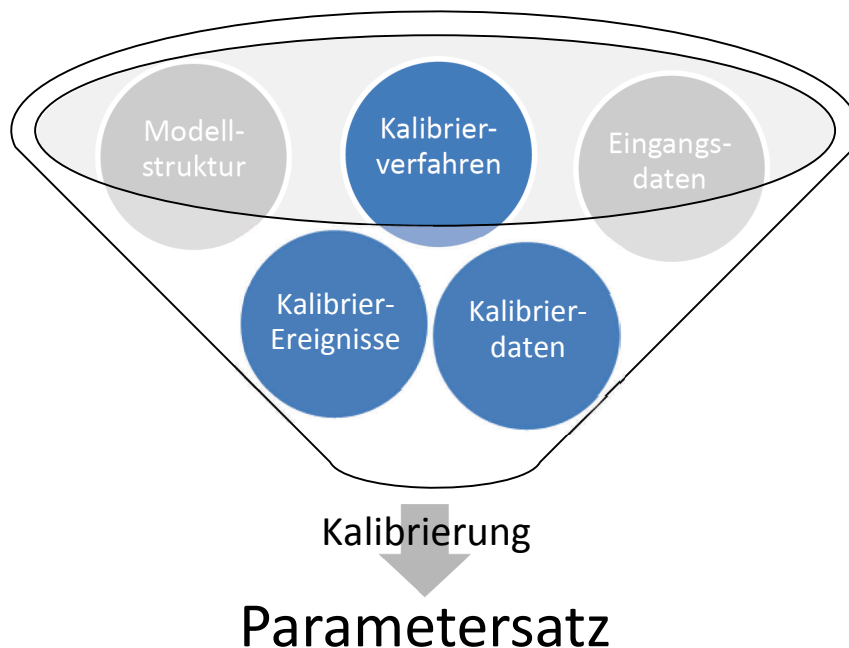 Modell-
struktur
Kalibrier-
verfahren
Eingangs-
daten
Kalibrier-
Ereignisse
Kalibrier-
daten
Kalibrierung
Parametersatz